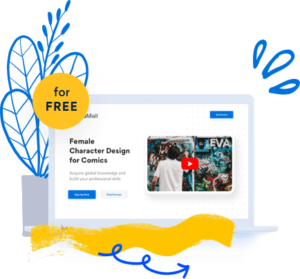 for
FREE
Female
Character Design
for Comics
Acquire global knowledge and
build your professional skills
EVA